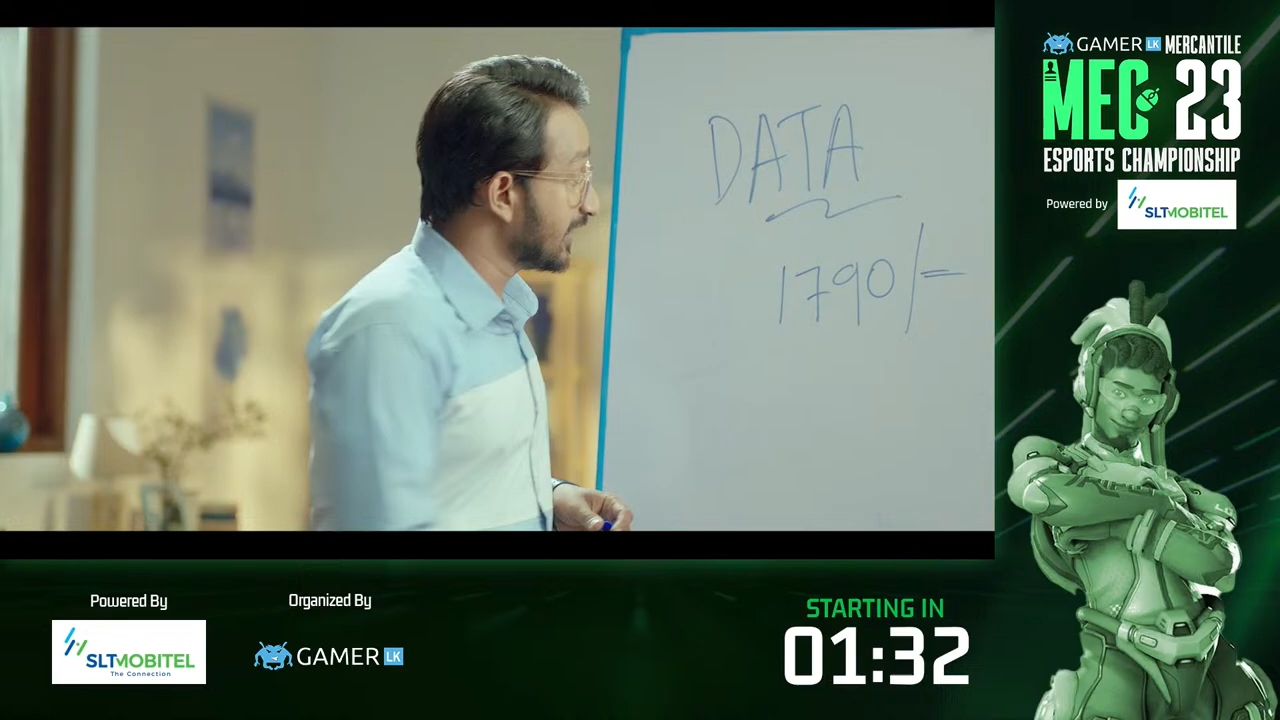 DATA
1790/=
GAMER LK MERCANTILE
MEC 23
ESPORTS CHAMPIONSHIP
Powered by
SLTMOBITEL
Powered By
SLTMOBITEL
The Connection
Organized By
GAMER LK
STARTING IN
01:32